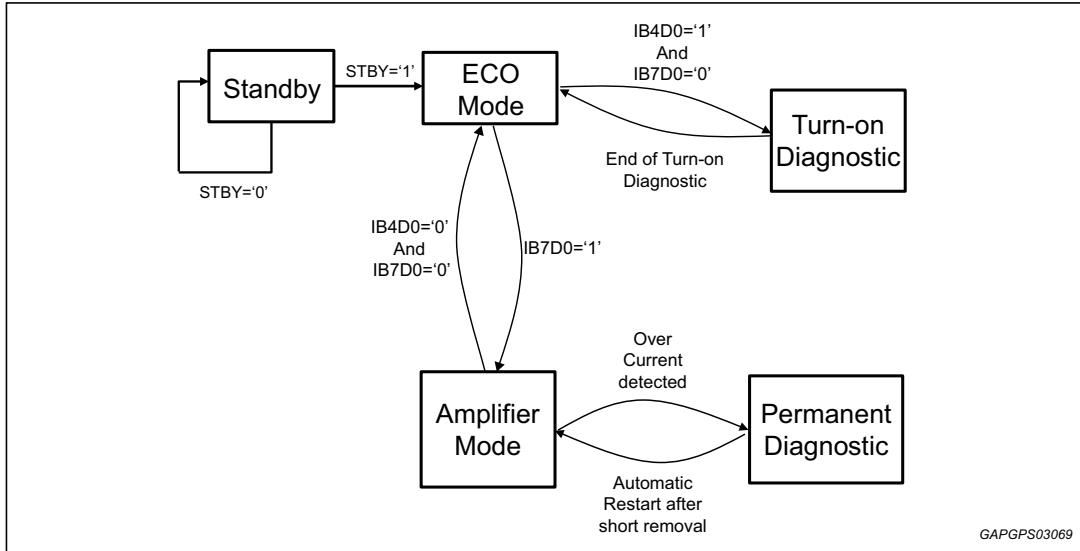 Standby
STBY=‘1’
ECO
Mode
IB4D0=‘1’
And
IB7D0=‘0’
Turn-on
Diagnostic
End of Turn-on
Diagnostic
STBY=‘0’
IB4D0=‘0’
And
IB7D0=‘0’
IB7D0=‘1’
Amplifier
Mode
Over
Current
detected
Permanent
Diagnostic
Automatic
Restart after
short removal
GAPGPS03069